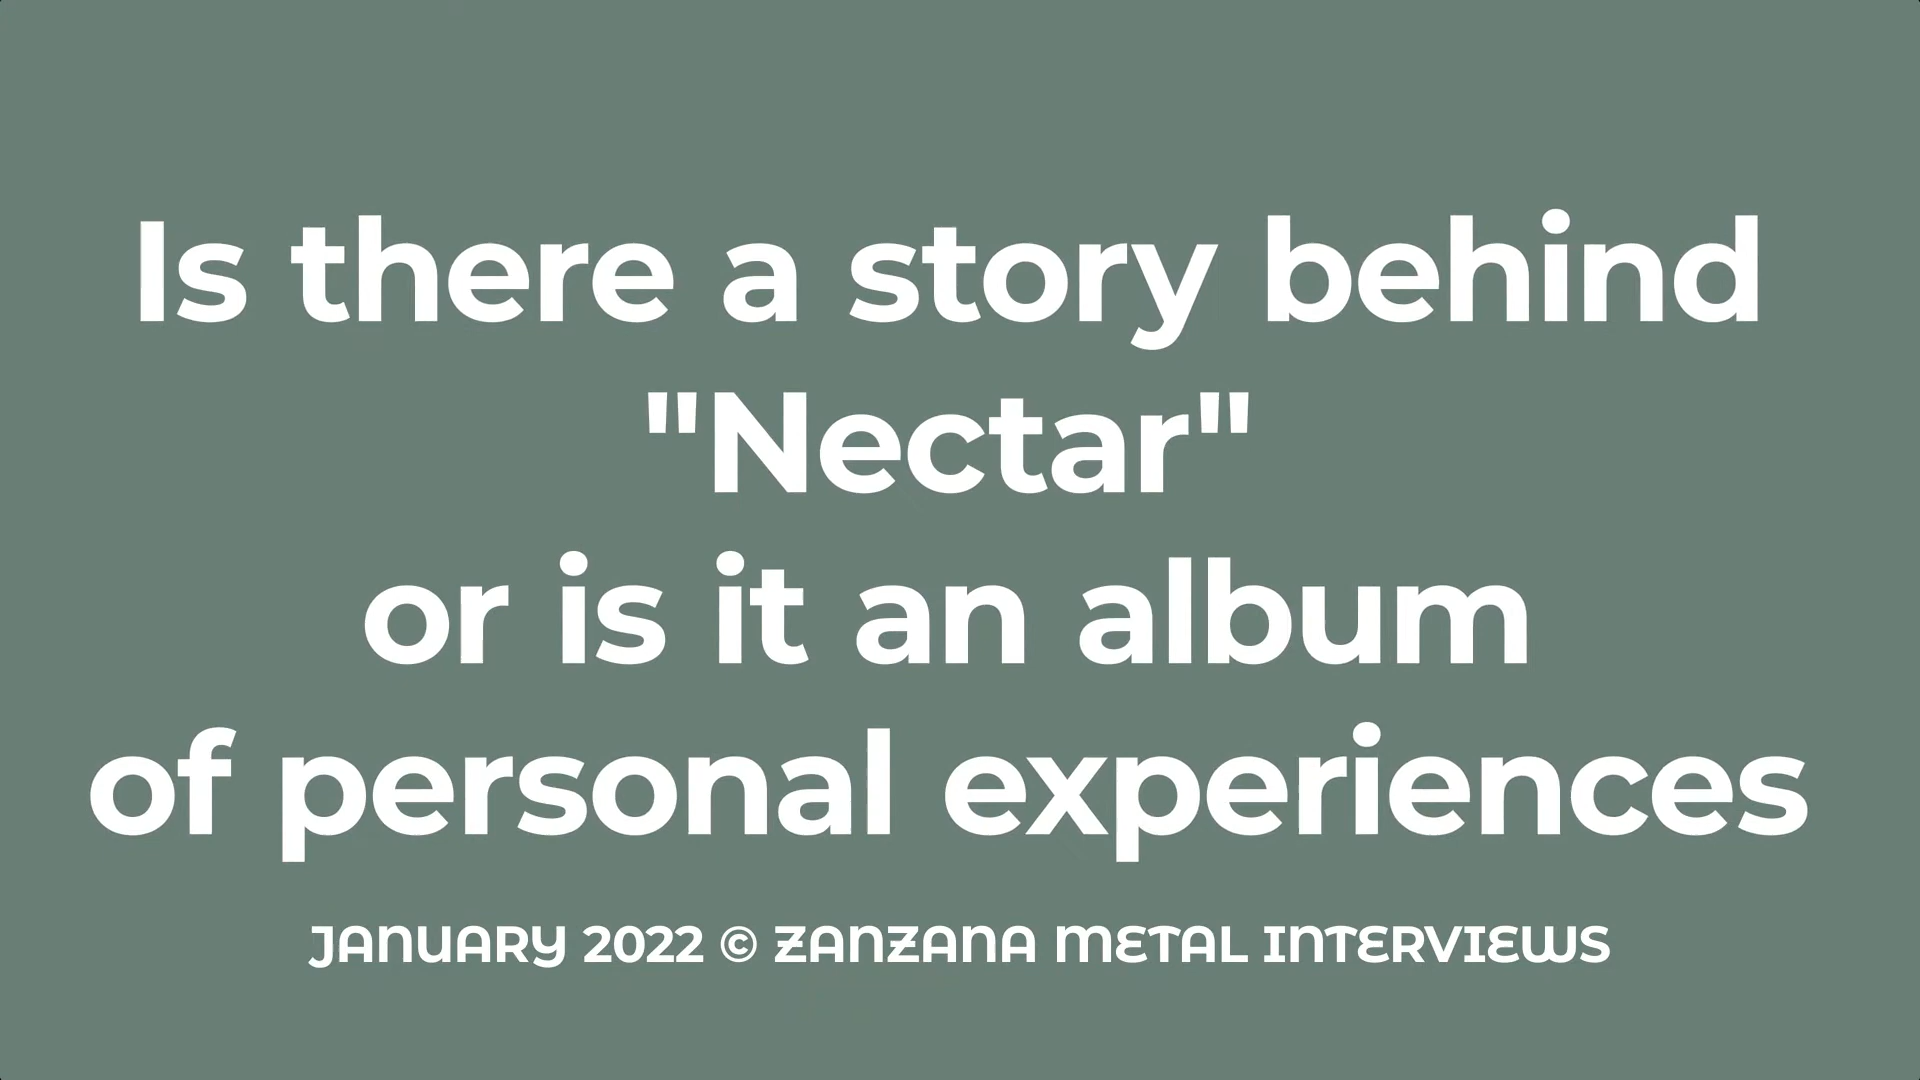 Is there a story behind
"Nectar"
or is it an album
of personal experiences
JANUARY 2022 © ZANZANA METAL INTERVIEWS